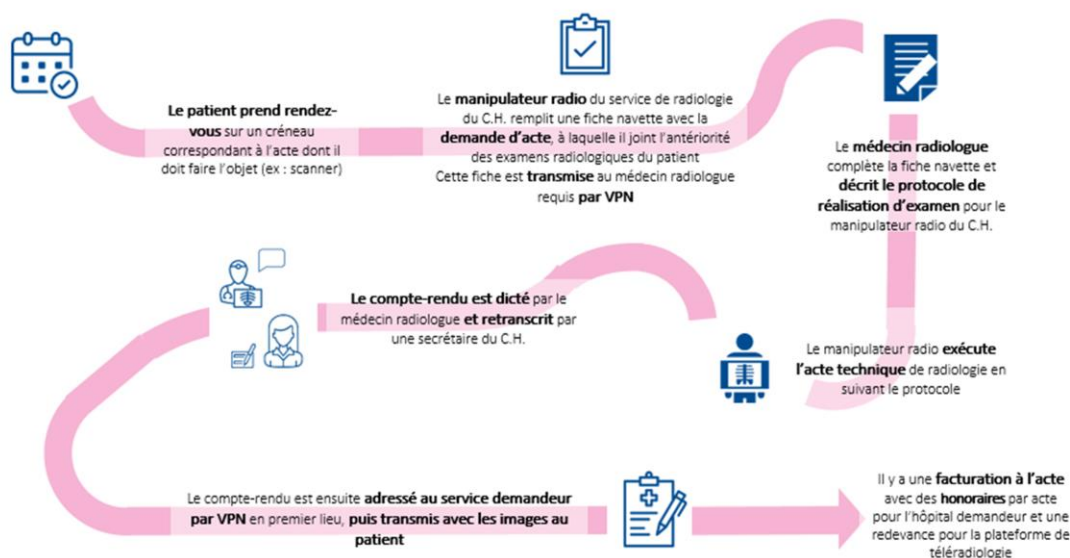 Le patient prend rendez-
vous sur un créneau
correspondant à l'acte dont il
doit faire l'objet (ex : scanner)
Le manipulateur radio du service de radiologie
du C.H. remplit une fiche navette avec la
demande d'acte, à laquelle il joint l'antériorité
des examens radiologiques du patient
Cette fiche est transmise au médecin radiologue
requis par VPN
Le médecin radiologue
complète la fiche navette et
décrit le protocole de
réalisation d'examen pour le
manipulateur radio du C.H.
Le manipulateur radio exécute
l'acte technique de radiologie en
suivant le protocole
Le compte-rendu est dicté par le
médecin radiologue et retranscrit par
une secrétaire du C.H.
Le compte-rendu est ensuite adressé au service demandeur
par VPN en premier lieu, puis transmis avec les images au
patient
Il y a une facturation à l'acte
avec des honoraires par acte
pour l'hôpital demandeur et une
redevance pour la plateforme de
téléradiologie